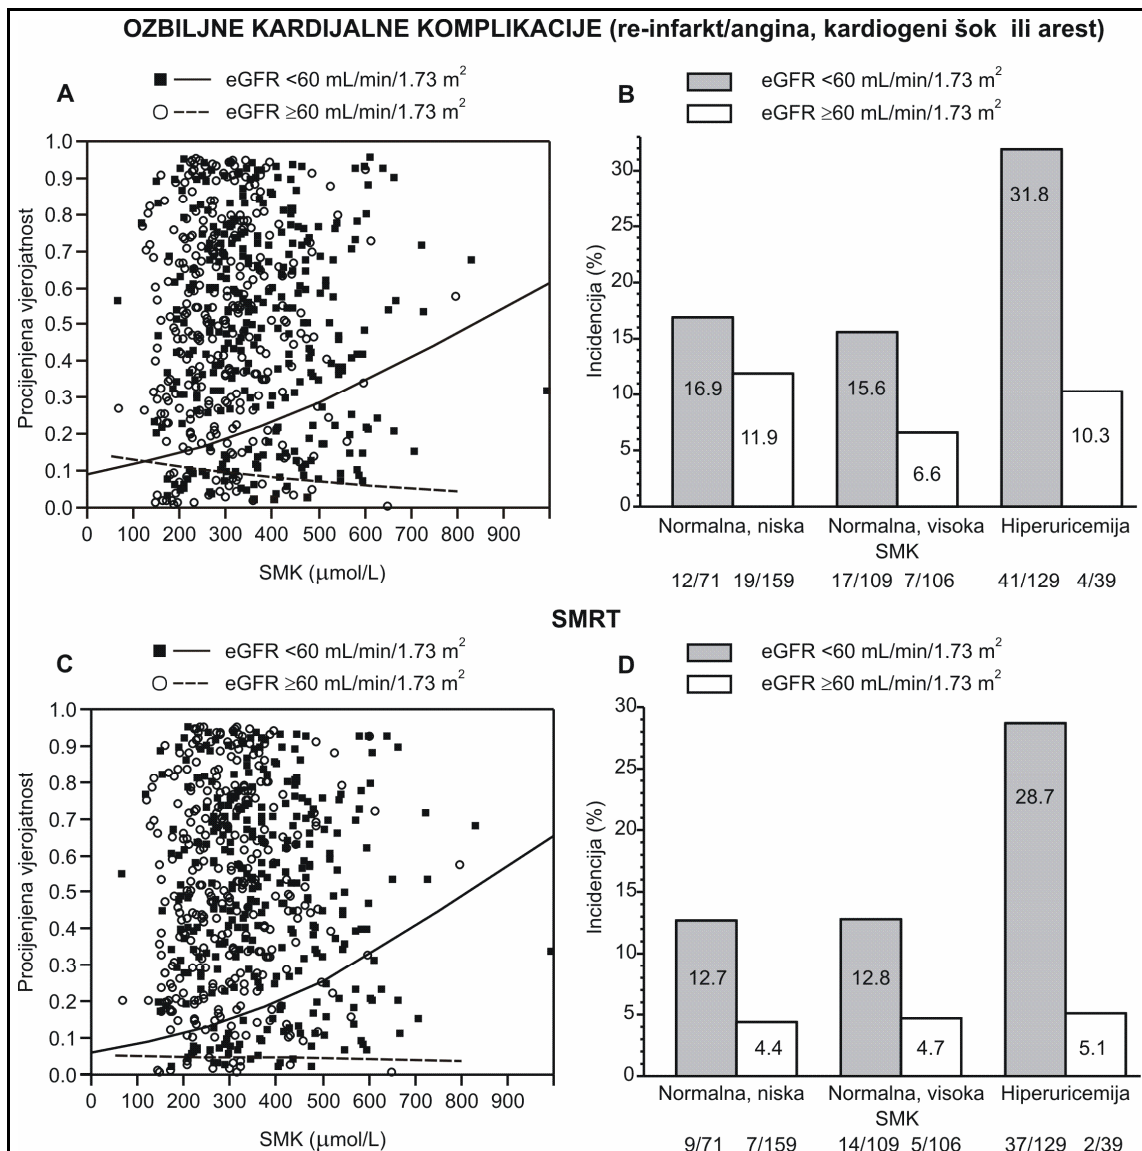 OZBILJNE KARDIJALNE KOMPLIKACIJE (re-infarkt/angina, kardiogeni šok ili arest)
A
eGFR <60 mL/min/1.73 m²
eGFR ≥60 mL/min/1.73 m²
Procijenjena vjerojatnost
1.0
0.9
0.8
0.7
0.6
0.5
0.4
0.3
0.2
0.1
0.0
0 100 200 300 400 500 600 700 800 900
SMK (µmol/L)
B
eGFR <60 mL/min/1.73 m²
eGFR ≥60 mL/min/1.73 m²
Incidencija (%)
30
25
20
15
10
5
0
16.9 11.9 15.6 6.6 31.8 10.3
Normalna, niska Normalna, visoka Hiperuricemija
SMK
12/71 19/159 17/109 7/106 41/129 4/39
SMRT
C
eGFR <60 mL/min/1.73 m²
eGFR ≥60 mL/min/1.73 m²
Procijenjena vjerojatnost
1.0
0.9
0.8
0.7
0.6
0.5
0.4
0.3
0.2
0.1
0.0
0 100 200 300 400 500 600 700 800 900
SMK (µmol/L)
D
eGFR <60 mL/min/1.73 m²
eGFR ≥60 mL/min/1.73 m²
Incidencija (%)
30
25
20
15
10
5
0
12.7 4.4 12.8 4.7 28.7 5.1
Normalna, niska Normalna, visoka Hiperuricemija
SMK
9/71 7/159 14/109 5/106 37/129 2/39